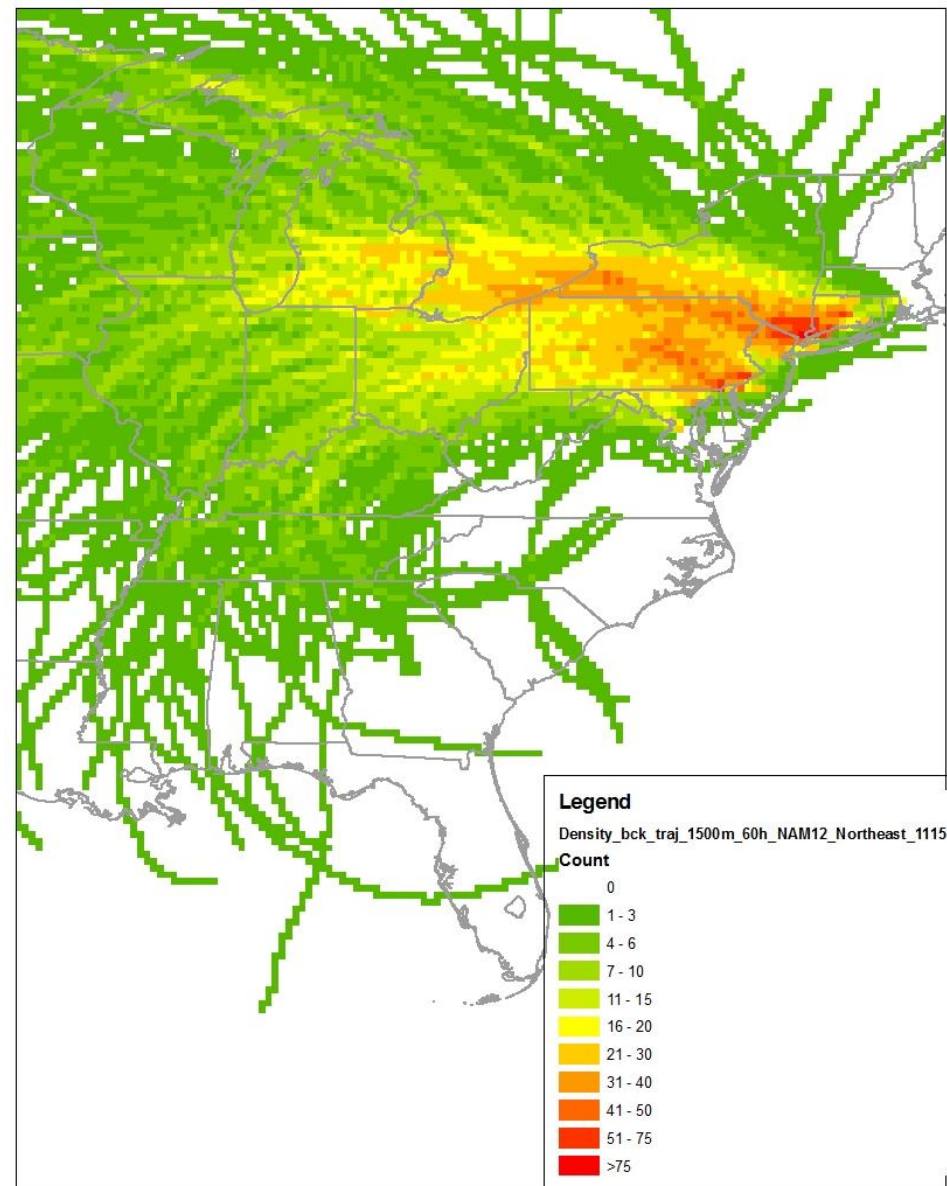 Legend
Density_bck_traj_1500m_60h_NAM12_Northeast_1115
Count
0
1 - 3
4 - 6
7 - 10
11 - 15
16 - 20
21 - 30
31 - 40
41 - 50
51 - 75
>75